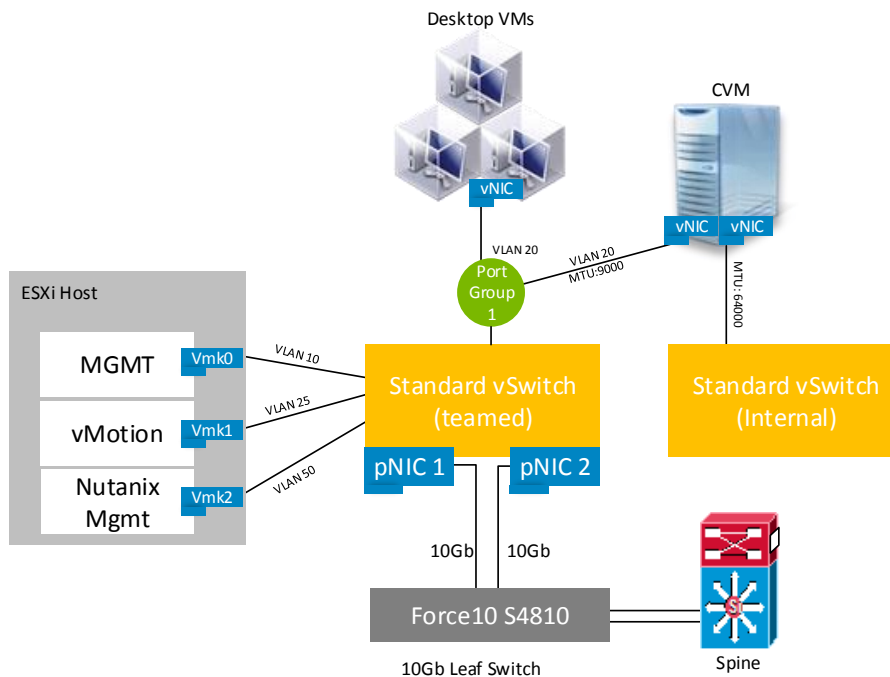 Desktop VMs
CVM
vNIC
vNIC
vNIC
VLAN 20
VLAN 20
MTU:9000
MTU: 64000
Port
Group
1
ESXi Host
MGMT
Vmk0
VLAN 10
vMotion
Vmk1
VLAN 25
Nutanix
Mgmt
Vmk2
VLAN 50
Standard vSwitch
(teamed)
Standard vSwitch
(Internal)
pNIC 1
pNIC 2
10Gb
10Gb
Force10 S4810
10Gb Leaf Switch
Si
Spine